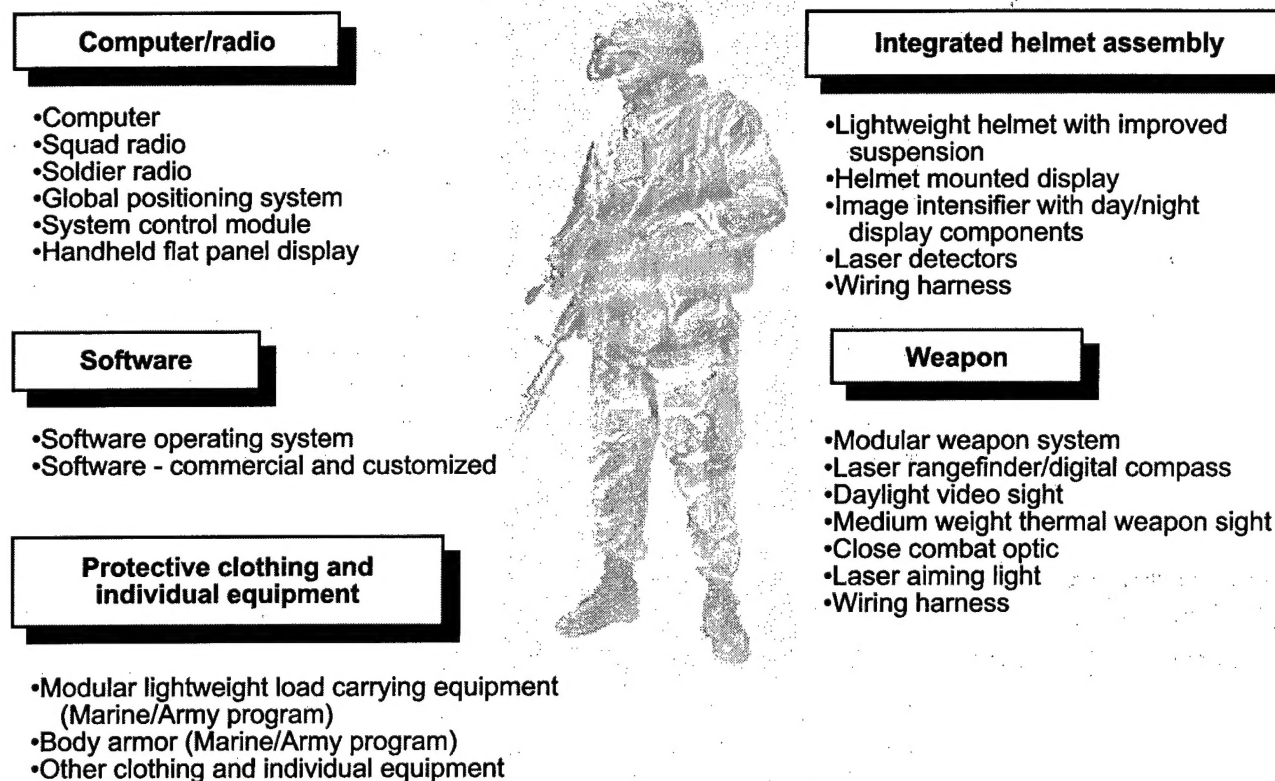 Computer/radio
•Computer
•Squad radio
•Soldier radio
•Global positioning system
•System control module
•Handheld flat panel display
Software
•Software operating system
•Software - commercial and customized
Protective clothing and
individual equipment
•Modular lightweight load carrying equipment
(Marine/Army program)
•Body armor (Marine/Army program)
•Other clothing and individual equipment
Integrated helmet assembly
•Lightweight helmet with improved
suspension
•Helmet mounted display
•Image intensifier with day/night
display components
•Laser detectors
•Wiring harness
Weapon
•Modular weapon system
•Laser rangefinder/digital compass
•Daylight video sight
•Medium weight thermal weapon sight
•Close combat optic
•Laser aiming light
•Wiring harness